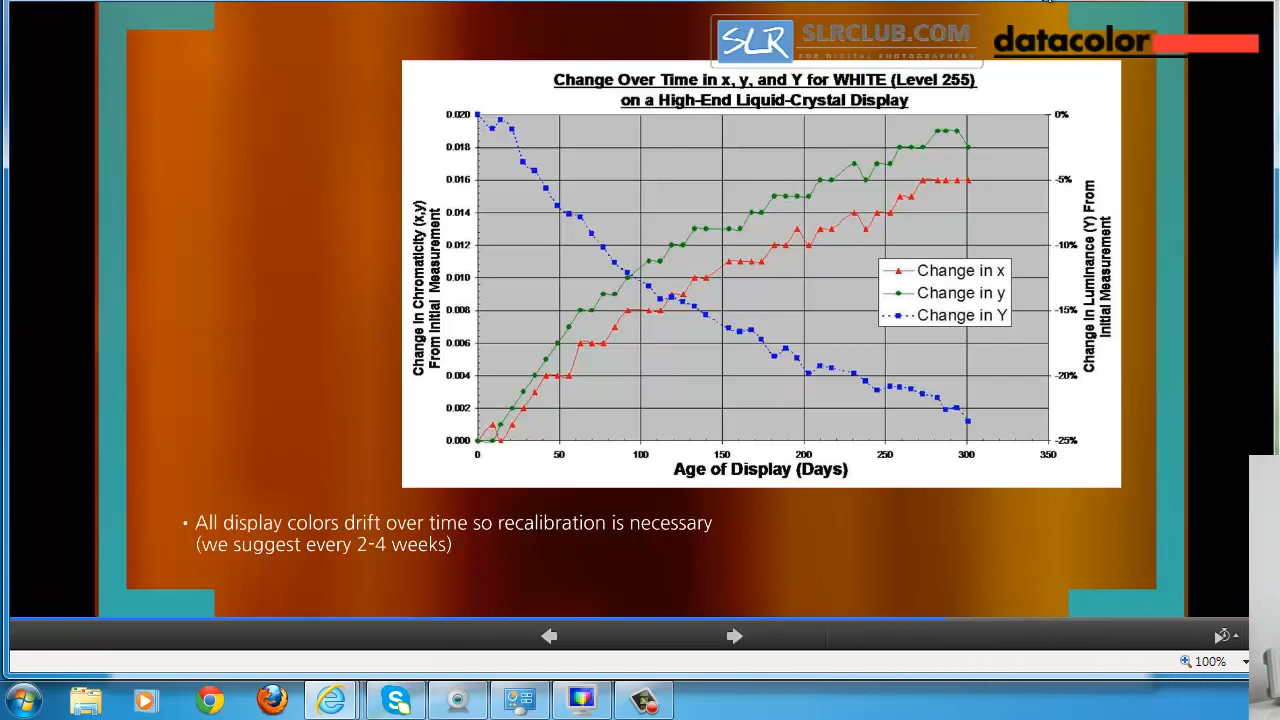 SLR
SLRCLUB.COM
FOR DIGITAL PHOTOGRAPHERS
datacolor
Change Over Time in x, y, and Y for WHITE (Level 255)
on a High-End Liquid-Crystal Display
Change in Chromaticity (x,y)
From Initial Measurement
0.020
0.018
0.016
0.014
0.012
0.010
0.008
0.006
0.004
0.002
0.000
0%
-5%
-10%
-15%
-20%
-25%
Change in Luminance (Y) From
Initial Measurement
Change in x
Change in y
Change in Y
0 50 100 150 200 250 300 350
Age of Display (Days)
• All display colors drift over time so recalibration is necessary
(we suggest every 2-4 weeks)
100%